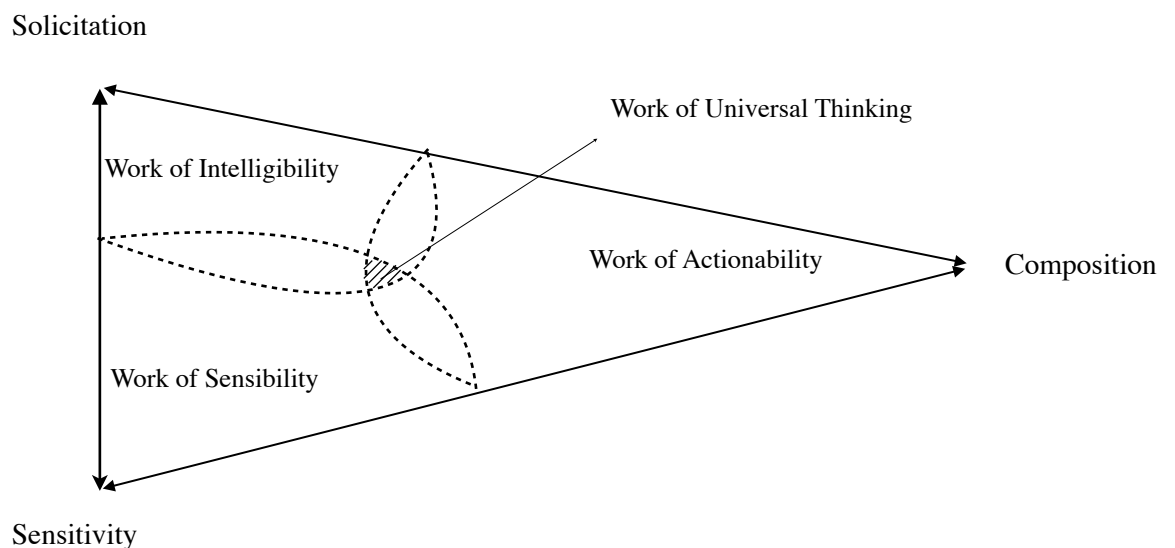 Solicitation
Work of Universal Thinking
Work of Intelligibility
Work of Actionability
Composition
Work of Sensibility
Sensitivity